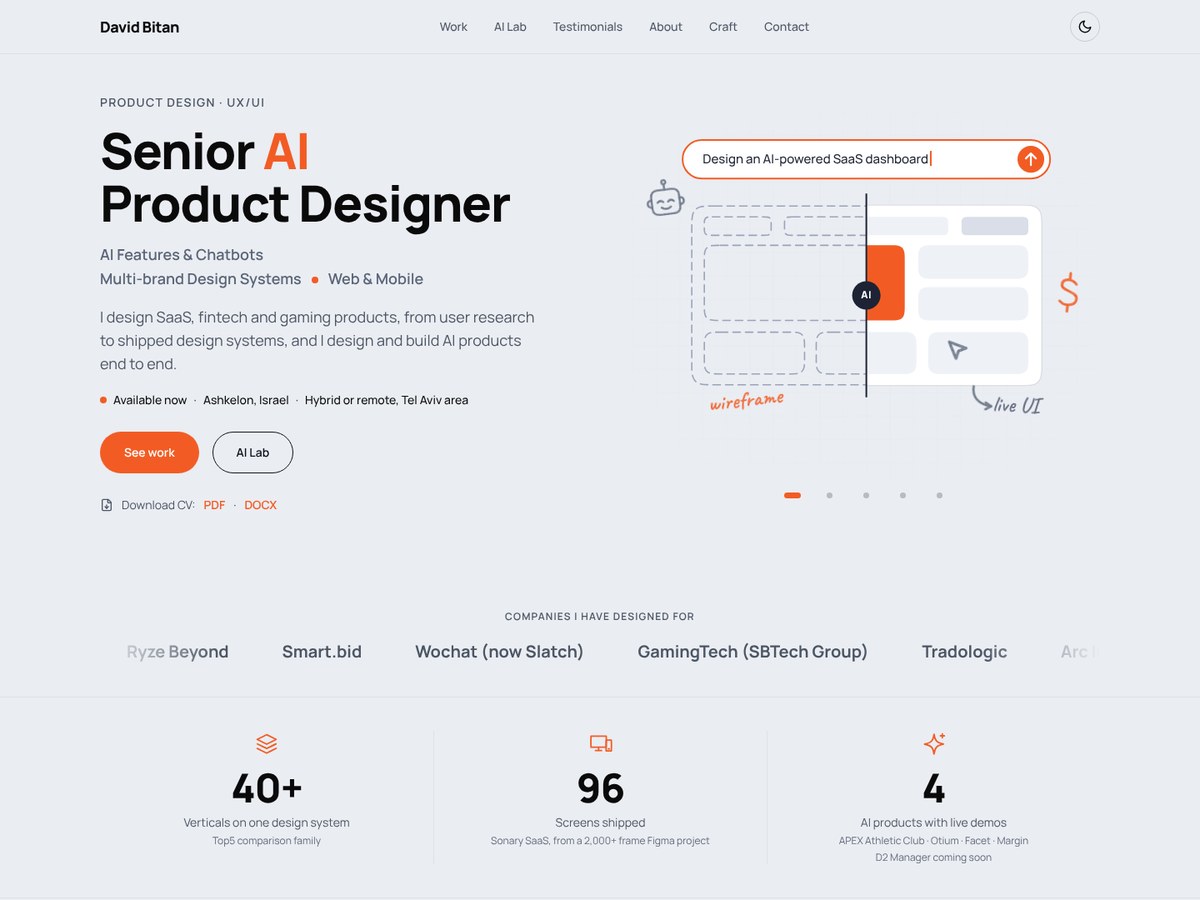 David Bitan
Work
AI Lab
Testimonials
About
Craft
Contact
PRODUCT DESIGN · UX/UI
Senior AI
Product Designer
AI Features & Chatbots
Multi-brand Design Systems • Web & Mobile
I design SaaS, fintech and gaming products, from user research
to shipped design systems, and I design and build AI products
end to end.
Available now · Ashkelon, Israel · Hybrid or remote, Tel Aviv area
See work
AI Lab
Download CV: PDF · DOCX
Design an AI-powered SaaS dashboard
AI
$
wireframe
live UI
COMPANIES I HAVE DESIGNED FOR
Ryze Beyond
Smart.bid
Wochat (now Slatch)
GamingTech (SBTech Group)
Tradologic
Arc
40+
Verticals on one design system
Top5 comparison family
96
Screens shipped
Sonary SaaS, from a 2,000+ frame Figma project
4
AI products with live demos
APEX Athletic Club · Otium · Facet · Margin
D2 Manager coming soon